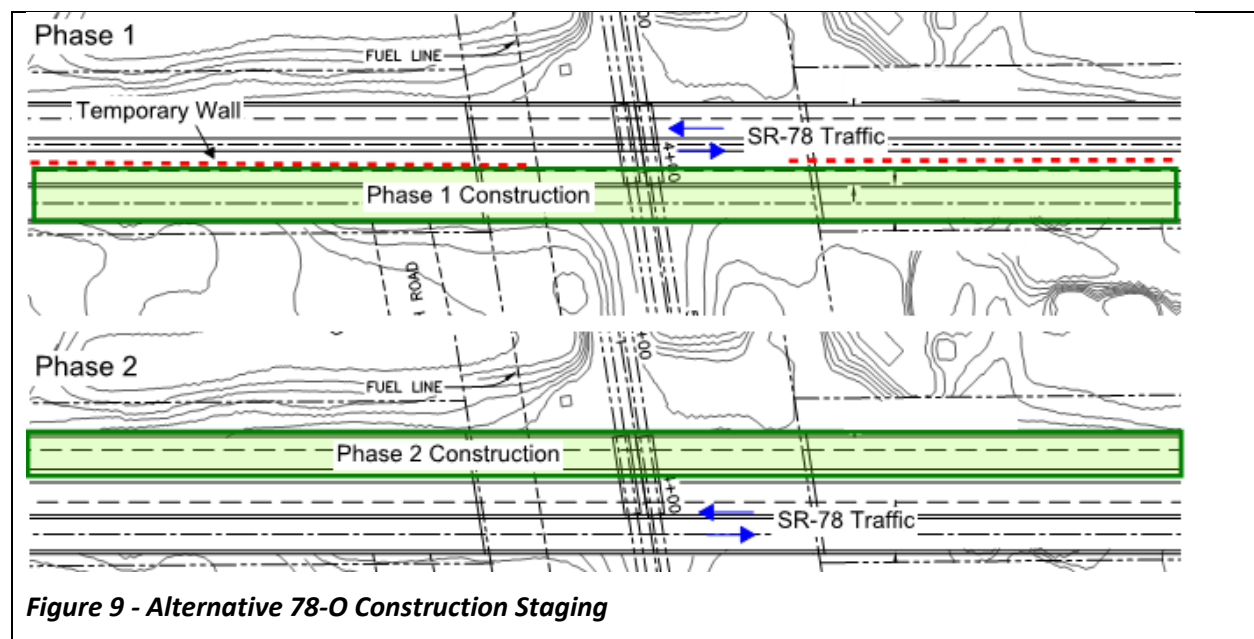 Phase 1
FUEL LINE
Temporary Wall
SR-78 Traffic
Phase 1 Construction
ROAD
Phase 2
FUEL LINE
Phase 2 Construction
SR-78 Traffic
Figure 9 - Alternative 78-O Construction Staging